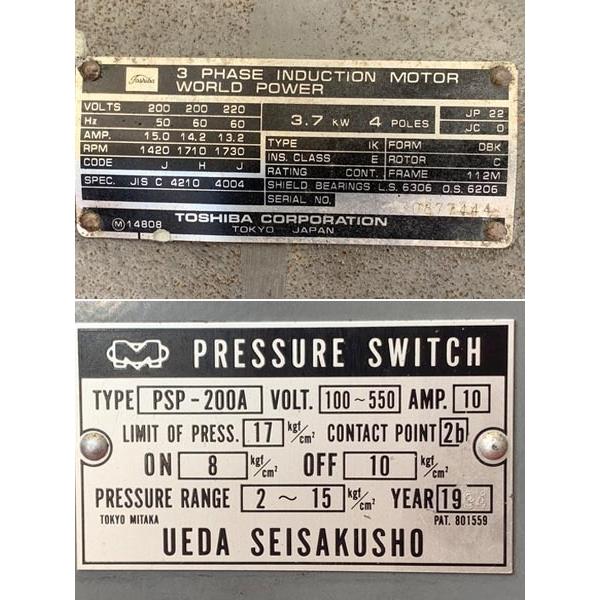 Toshiba
3 PHASE INDUCTION MOTOR
WORLD POWER
VOLTS 200 200 220
Hz 50 60 60
AMP. 15.0 14.2 13.2
RPM 1420 1710 1730
CODE J H J
SPEC. JIS C 4210 4004
3.7 KW 4 POLES
JP 22
JC 0
TYPE IK FORM DBK
INS. CLASS E ROTOR C
RATING CONT. FRAME 112M
SHIELD BEARINGS L.S. 6306 O.S. 6206
SERIAL NO.
M 14808
TOSHIBA CORPORATION
TOKYO JAPAN
PRESSURE SWITCH
TYPE PSP-200A VOLT. 100~550 AMP. 10
LIMIT OF PRESS. 17 kgf/cm² CONTACT POINT 2b
ON 8 kgf/cm² OFF 10 kgf/cm²
PRESSURE RANGE 2 ~ 15 kgf/cm² YEAR 19
TOKYO MITAKA PAT. 801559
UEDA SEISAKUSHO